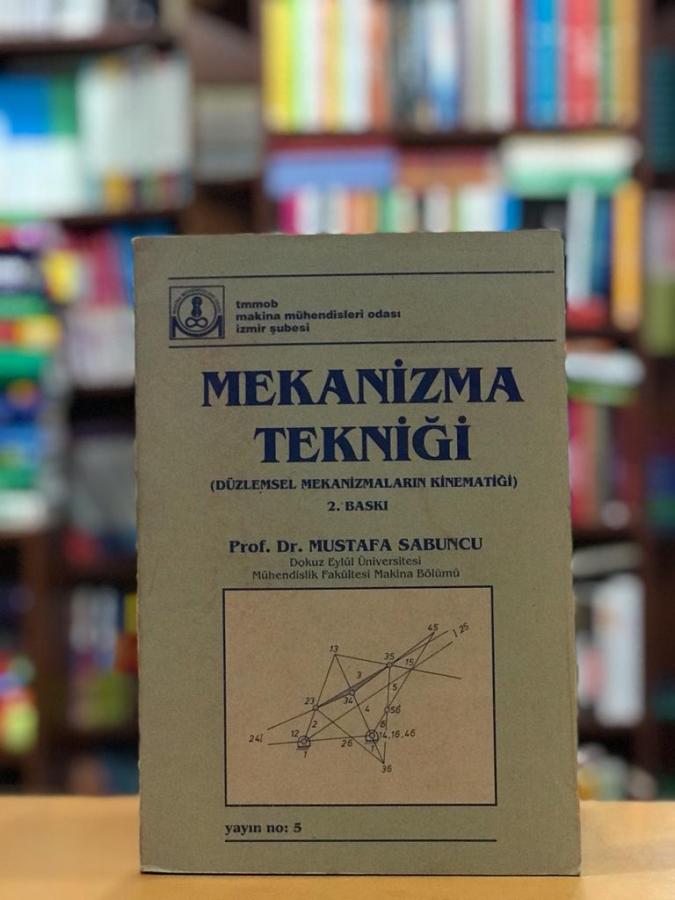 tmmob
makina mühendisleri odası
izmir şubesi
MEKANİZMA
TEKNİĞİ
(DÜZLEMSEL MEKANİZMALARIN KİNEMATİĞİ)
2. BASKI
Prof. Dr. MUSTAFA SABUNCU
Dokuz Eylül Üniversitesi
Mühendislik Fakültesi Makina Bölümü
45
25
13
35
15
3
5
23
34
4
56
2
12
6
14,16,46
24
26
1
1
36
yayın no: 5